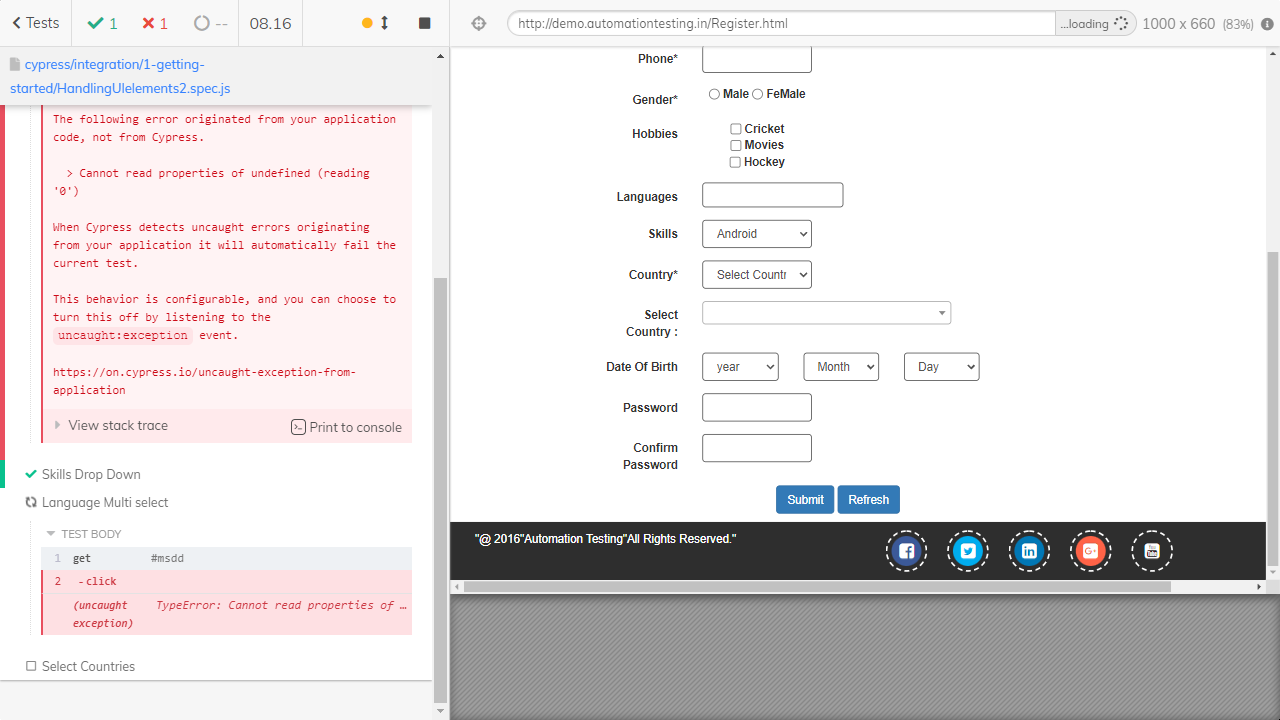 Tests
1
1
--
08.16
http://demo.automationtesting.in/Register.html
...loading
1000 x 660 (83%)
cypress/integration/1-getting-
started/HandlingUIelements2.spec.js
The following error originated from your application
code, not from Cypress.
> Cannot read properties of undefined (reading
'0')
When Cypress detects uncaught errors originating
from your application it will automatically fail the
current test.
This behavior is configurable, and you can choose to
turn this off by listening to the
uncaught:exception event.
https://on.cypress.io/uncaught-exception-from-
application
View stack trace
Print to console
Skills Drop Down
Language Multi select
TEST BODY
1 get #msdd
2 -click
(uncaught TypeError: Cannot read properties of …
exception)
Select Countries
Phone*
Gender*
Male FeMale
Hobbies
Cricket
Movies
Hockey
Languages
Skills
Android
Country*
Select Countr
Select
Country :
Date Of Birth
year
Month
Day
Password
Confirm
Password
Submit
Refresh
"@ 2016"Automation Testing"All Rights Reserved."